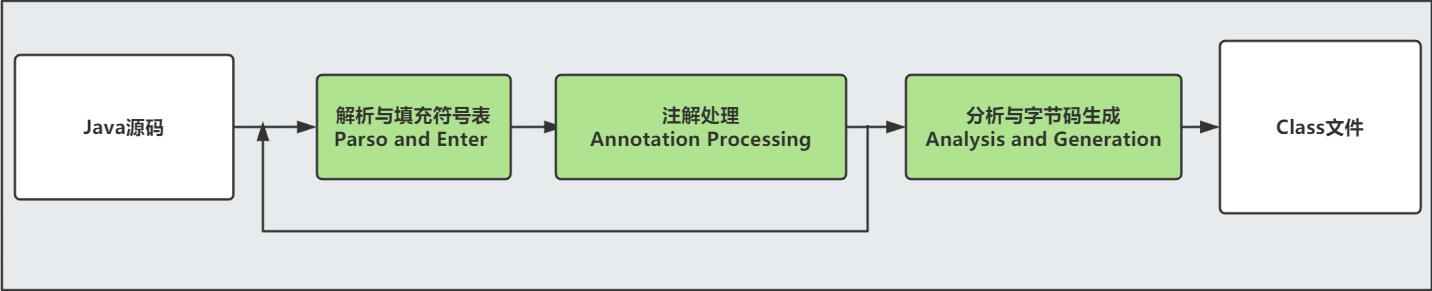 Java源码
解析与填充符号表
Parso and Enter
注解处理
Annotation Processing
分析与字节码生成
Analysis and Generation
Class文件